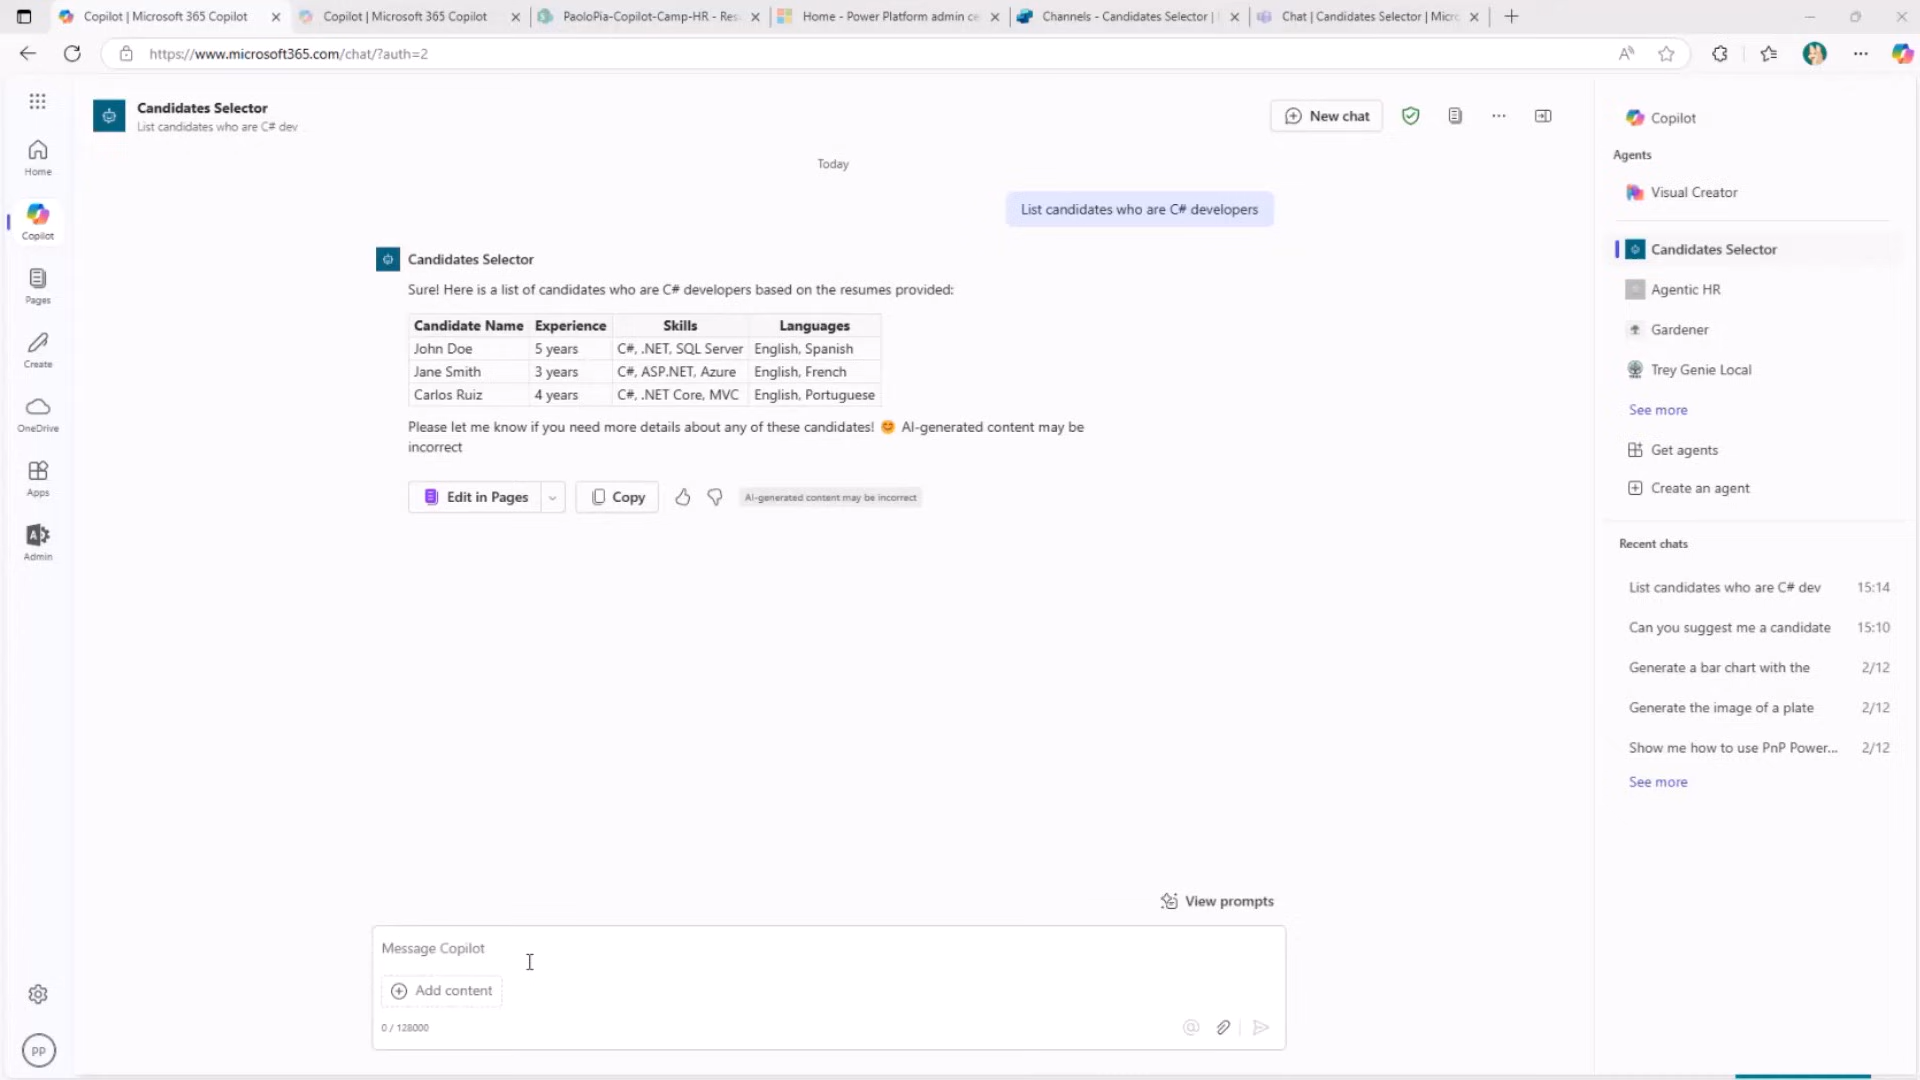 Copilot | Microsoft 365 Copilot
Copilot | Microsoft 365 Copilot
PaoloPia-Copilot-Camp-HR - Res
Home - Power Platform admin ce
Channels - Candidates Selector |
Chat | Candidates Selector | Micro
https://www.microsoft365.com/chat/?auth=2
Home
Copilot
Pages
Create
OneDrive
Apps
Admin
PP
Candidates Selector
List candidates who are C# dev
New chat
Today
List candidates who are C# developers
Candidates Selector
Sure! Here is a list of candidates who are C# developers based on the resumes provided:
Candidate Name Experience Skills Languages
John Doe 5 years C#, .NET, SQL Server English, Spanish
Jane Smith 3 years C#, ASP.NET, Azure English, French
Carlos Ruiz 4 years C#, .NET Core, MVC English, Portuguese
Please let me know if you need more details about any of these candidates! 😊 AI-generated content may be
incorrect
Edit in Pages
Copy
AI-generated content may be incorrect
View prompts
Message Copilot
Add content
0 / 128000
Copilot
Agents
Visual Creator
Candidates Selector
Agentic HR
Gardener
Trey Genie Local
See more
Get agents
Create an agent
Recent chats
List candidates who are C# dev 15:14
Can you suggest me a candidate 15:10
Generate a bar chart with the 2/12
Generate the image of a plate 2/12
Show me how to use PnP Power... 2/12
See more